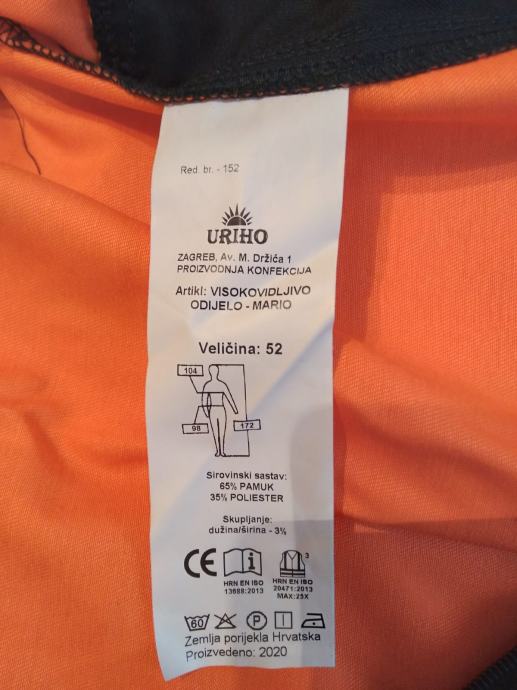 Red. br. - 152
URIHO
ZAGREB, Av. M. Držića 1
PROIZVODNJA KONFEKCIJA
Artikl: VISOKOVIDLJIVO
ODIJELO - MARIO
Veličina: 52
104
98
172
Sirovinski sastav:
65% PAMUK
35% POLIESTER
Skupljanje:
dužina/širina - 3%
CE
i
3
HRN EN ISO
13688:2013
HRN EN ISO
20471:2013
MAX:25X
60
P
Zemlja porijekla Hrvatska
Proizvedeno: 2020